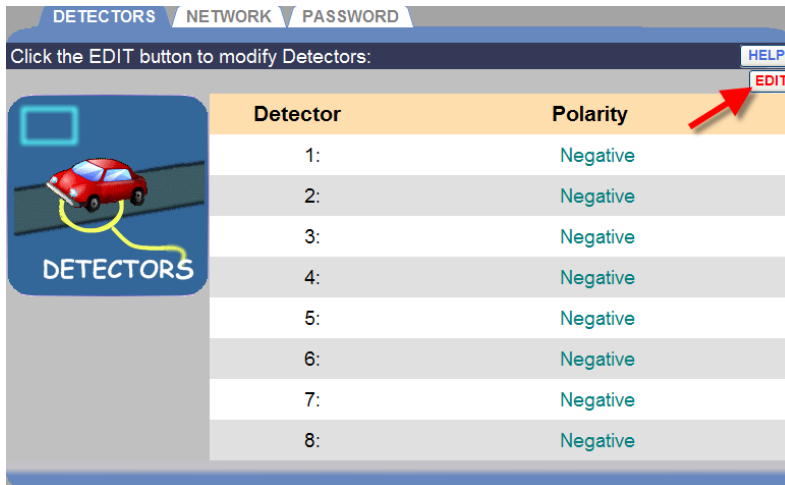 DETECTORS NETWORK PASSWORD
Click the EDIT button to modify Detectors: HELP
EDIT
Detector Polarity
1: Negative
2: Negative
3: Negative
4: Negative
5: Negative
6: Negative
7: Negative
8: Negative
DETECTORS